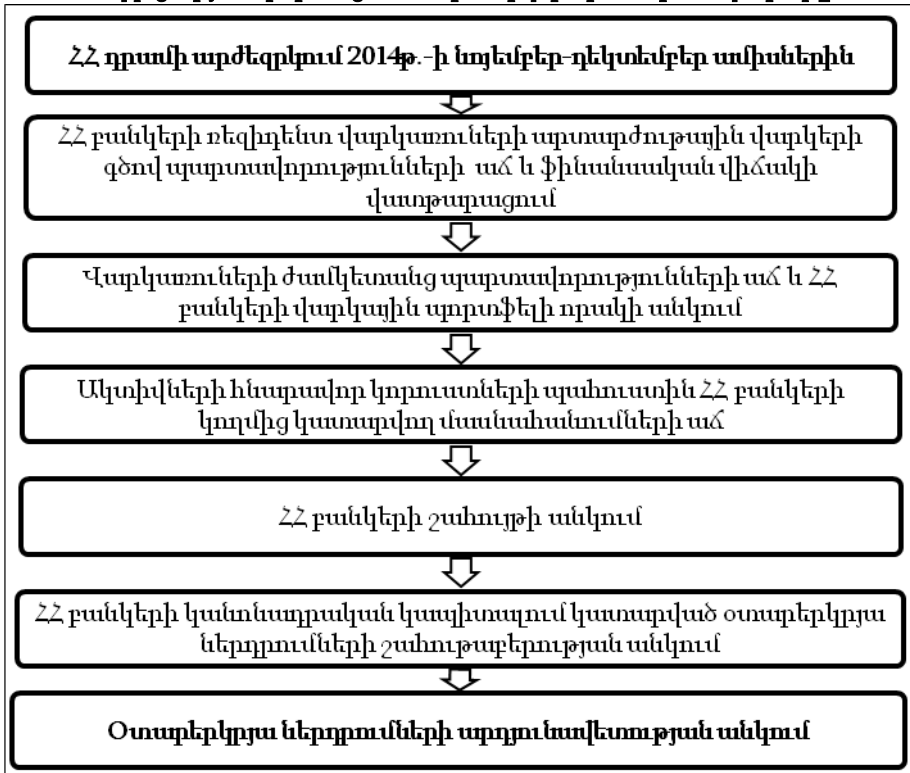 ՀՀ դրամի արժեզրկում 2014թ.-ի նոյեմբեր-դեկտեմբեր ամիսներին
ՀՀ բանկերի ռեզիդենտ վարկառուների արտարժութային վարկերի
գծով պարտավորությունների աճ և ֆինանսական վիճակի
վատթարացում
Վարկառուների ժամկետանց պարտավորությունների աճ և ՀՀ
բանկերի վարկային պորտֆելի որակի անկում
Ակտիվների հնարավոր կորուստների պահուստին ՀՀ բանկերի
կողմից կատարվող մասնահանումների աճ
ՀՀ բանկերի շահույթի անկում
ՀՀ բանկերի կանոնադրական կապիտալում կատարված օտարերկրյա
ներդրումների շահութաբերության անկում
Օտարերկրյա ներդրումների արդյունավետության անկում